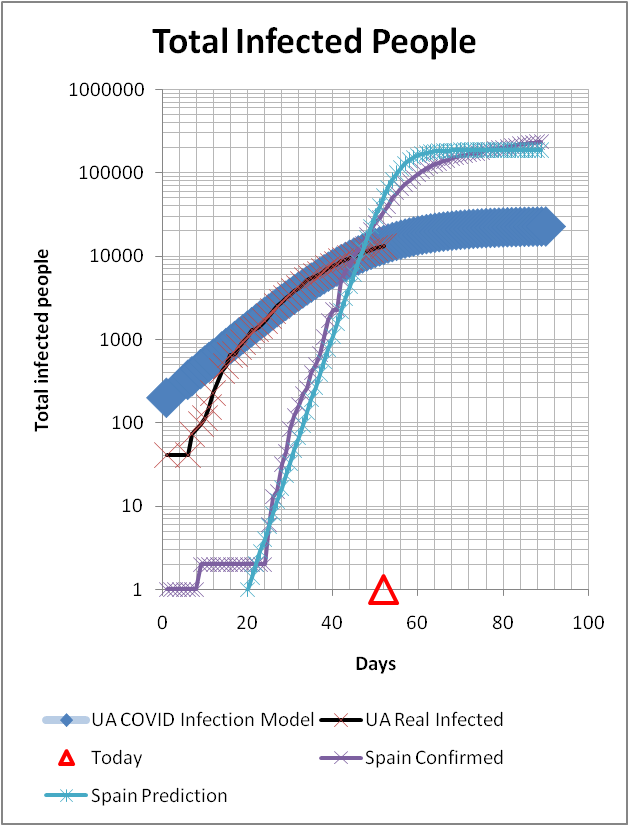 Total Infected People
1000000
100000
10000
1000
100
10
1
Total infected people
0 20 40 60 80 100
Days
UA COVID Infection Model UA Real Infected
Today Spain Confirmed
Spain Prediction